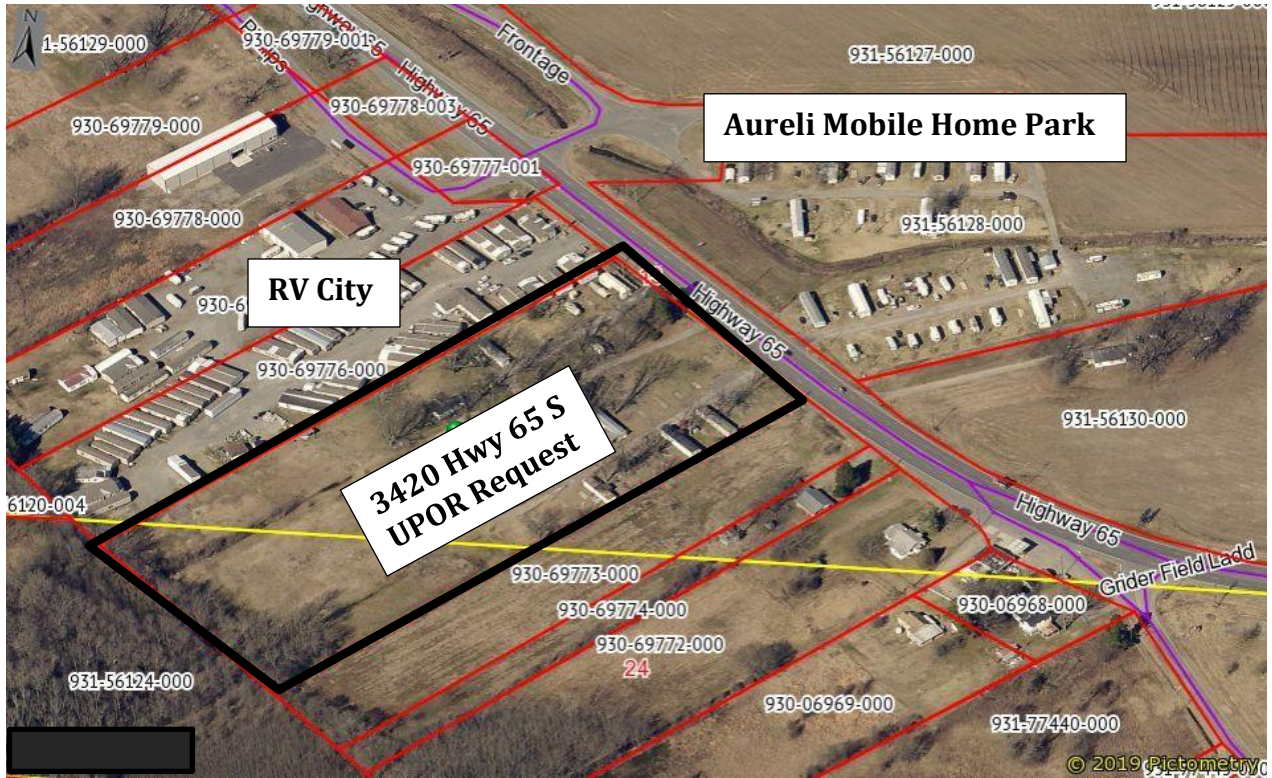 N
1-56129-000
930-69779-001
Phillips
Highway 65
Frontage
931-56127-000
930-69778-003
930-69779-000
Aureli Mobile Home Park
930-69777-001
930-69778-000
931-56128-000
RV City
930-6
Highway 65
930-69776-000
3420 Hwy 65 S
UPOR Request
931-56130-000
6120-004
Highway 65
Grider Field Ladd
930-69773-000
930-69774-000
930-06968-000
930-69772-000
24
931-56124-000
930-06969-000
931-77440-000
© 2019 Pictometry